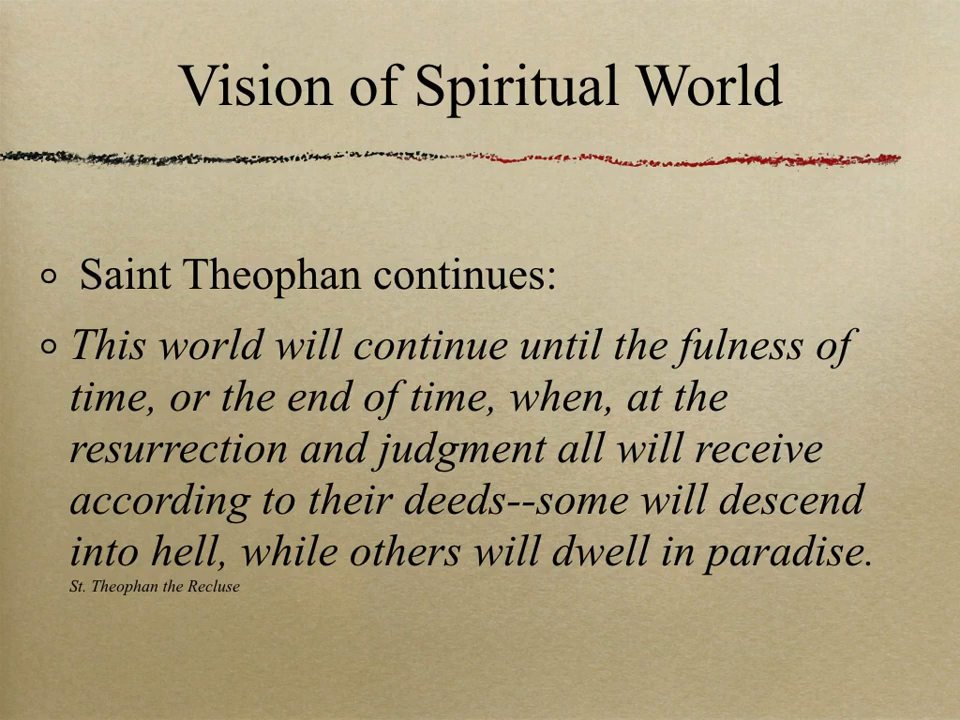 Vision of Spiritual World
Saint Theophan continues:
This world will continue until the fulness of
time, or the end of time, when, at the
resurrection and judgment all will receive
according to their deeds--some will descend
into hell, while others will dwell in paradise.
St. Theophan the Recluse